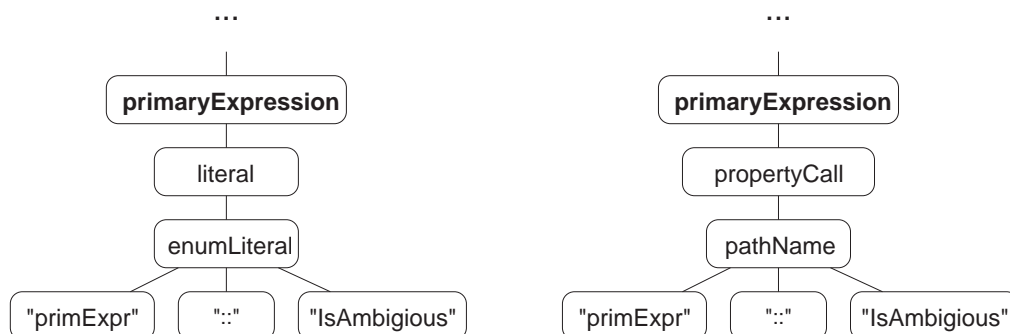 ... ...
primaryExpression primaryExpression
literal propertyCall
enumLiteral pathName
"primExpr" "::" "IsAmbigious" "primExpr" "::" "IsAmbigious"